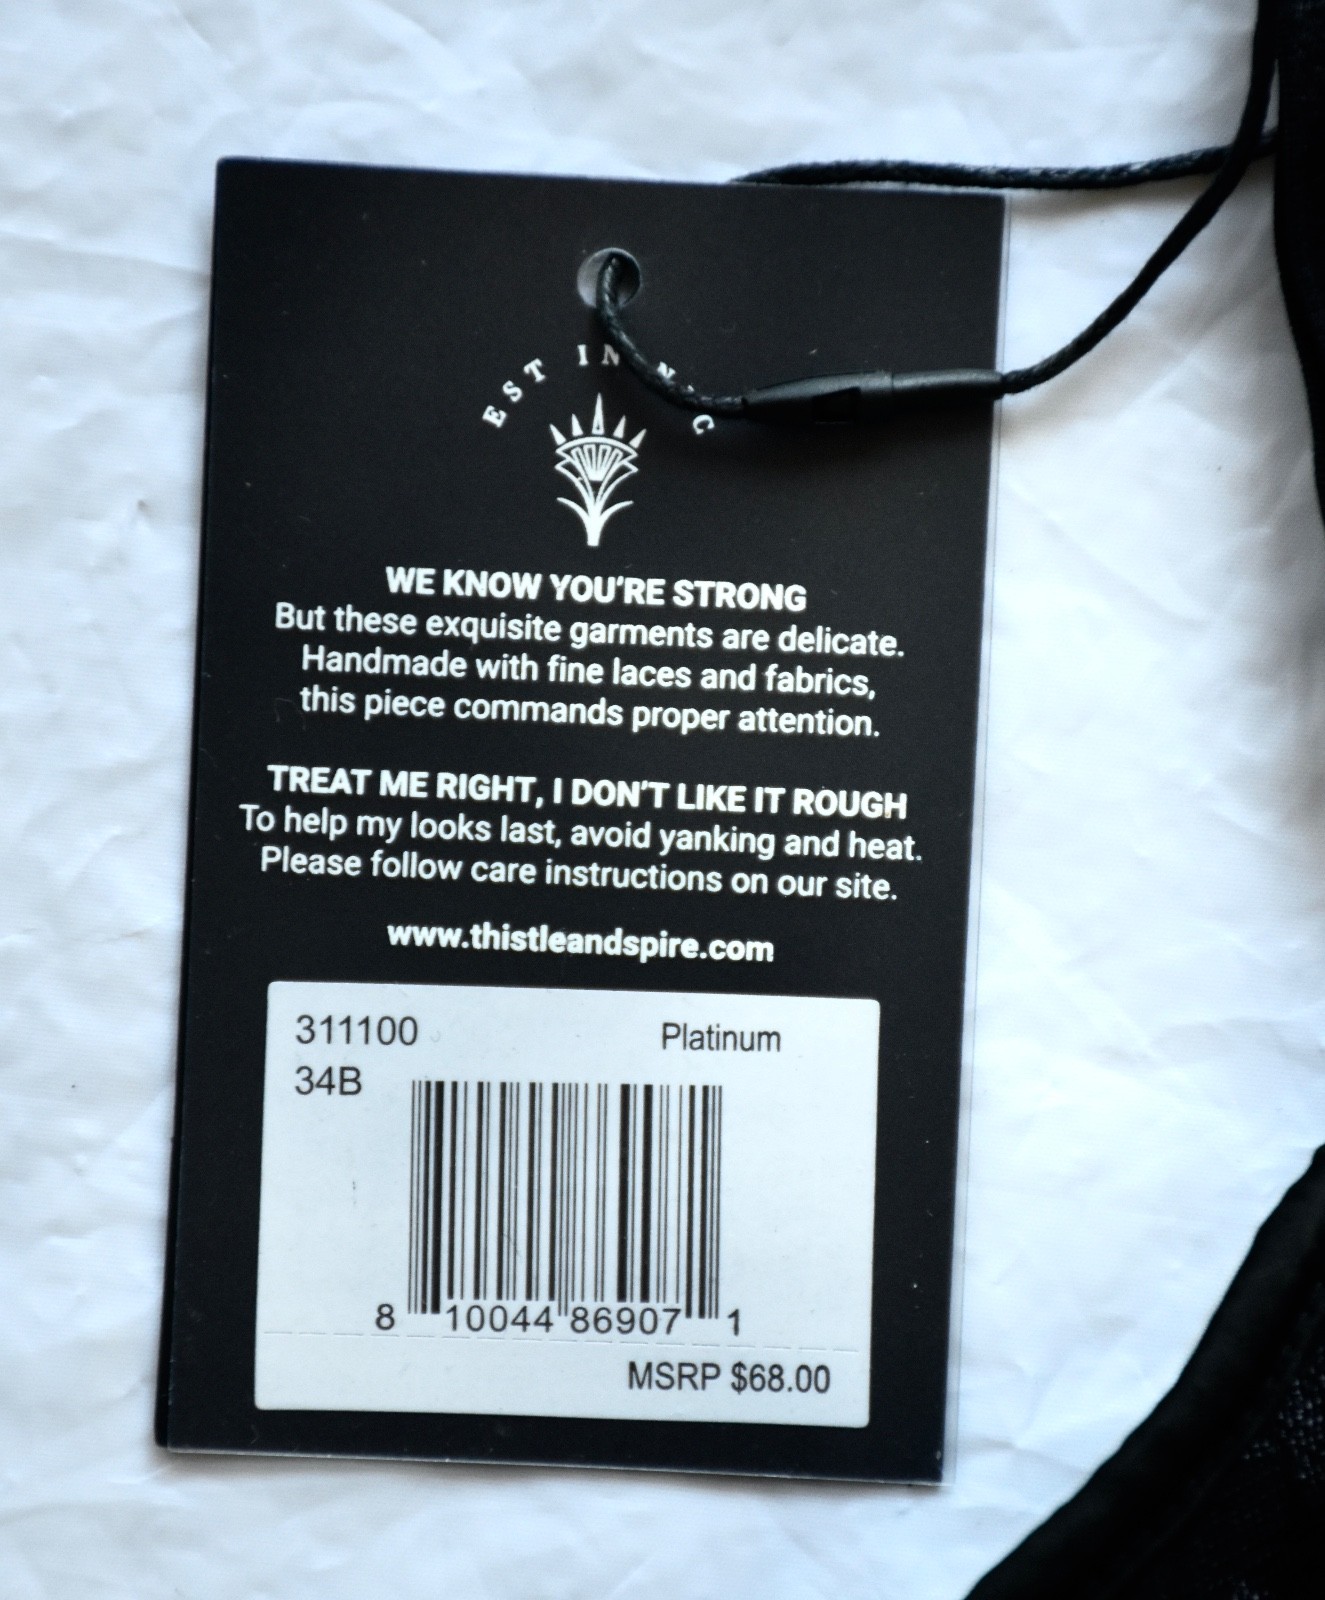 EST IN NYC
WE KNOW YOU'RE STRONG
But these exquisite garments are delicate.
Handmade with fine laces and fabrics,
this piece commands proper attention.
TREAT ME RIGHT, I DON'T LIKE IT ROUGH
To help my looks last, avoid yanking and heat.
Please follow care instructions on our site.
www.thistleandspire.com
311100 Platinum
34B
8 10044 86907 1
MSRP $68.00